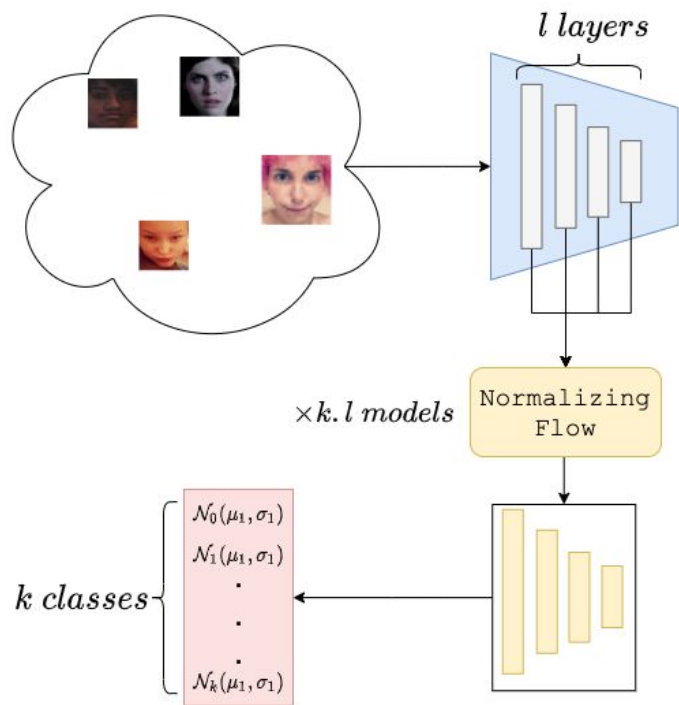 l layers
×k.l models
Normalizing
Flow
k classes
𝒩₀(μ₁, σ₁)
𝒩₁(μ₁, σ₁)
.
.
.
𝒩ₖ(μ₁, σ₁)